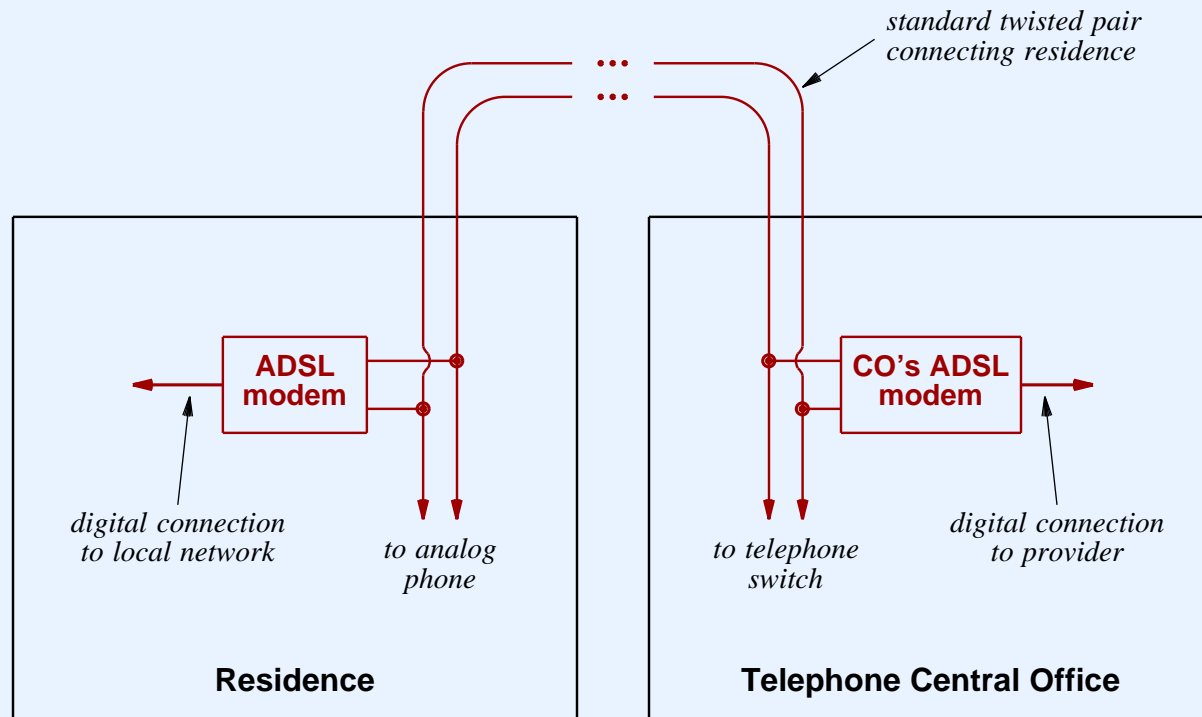 standard twisted pair
connecting residence
ADSL
modem
CO's ADSL
modem
digital connection
to local network
to analog
phone
to telephone
switch
digital connection
to provider
Residence
Telephone Central Office